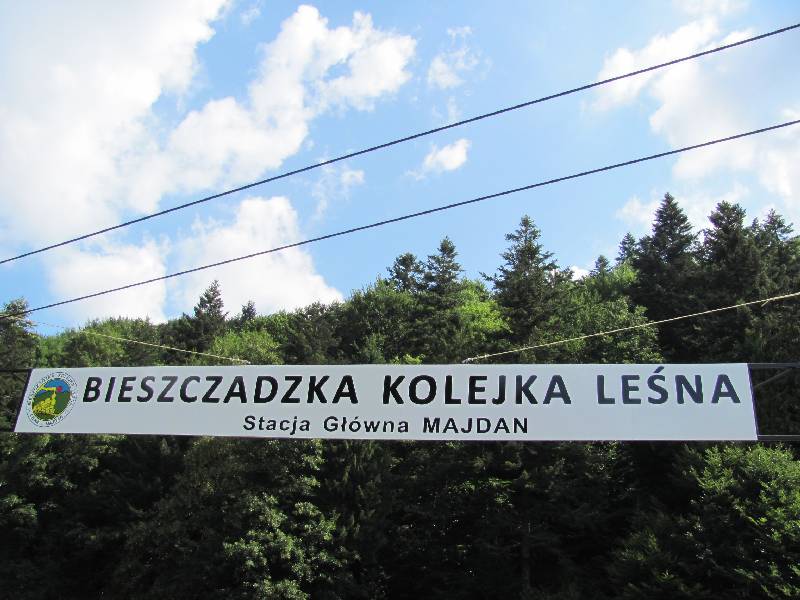 BIESZCZADZKA KOLEJKA LEŚNA
Stacja Główna MAJDAN